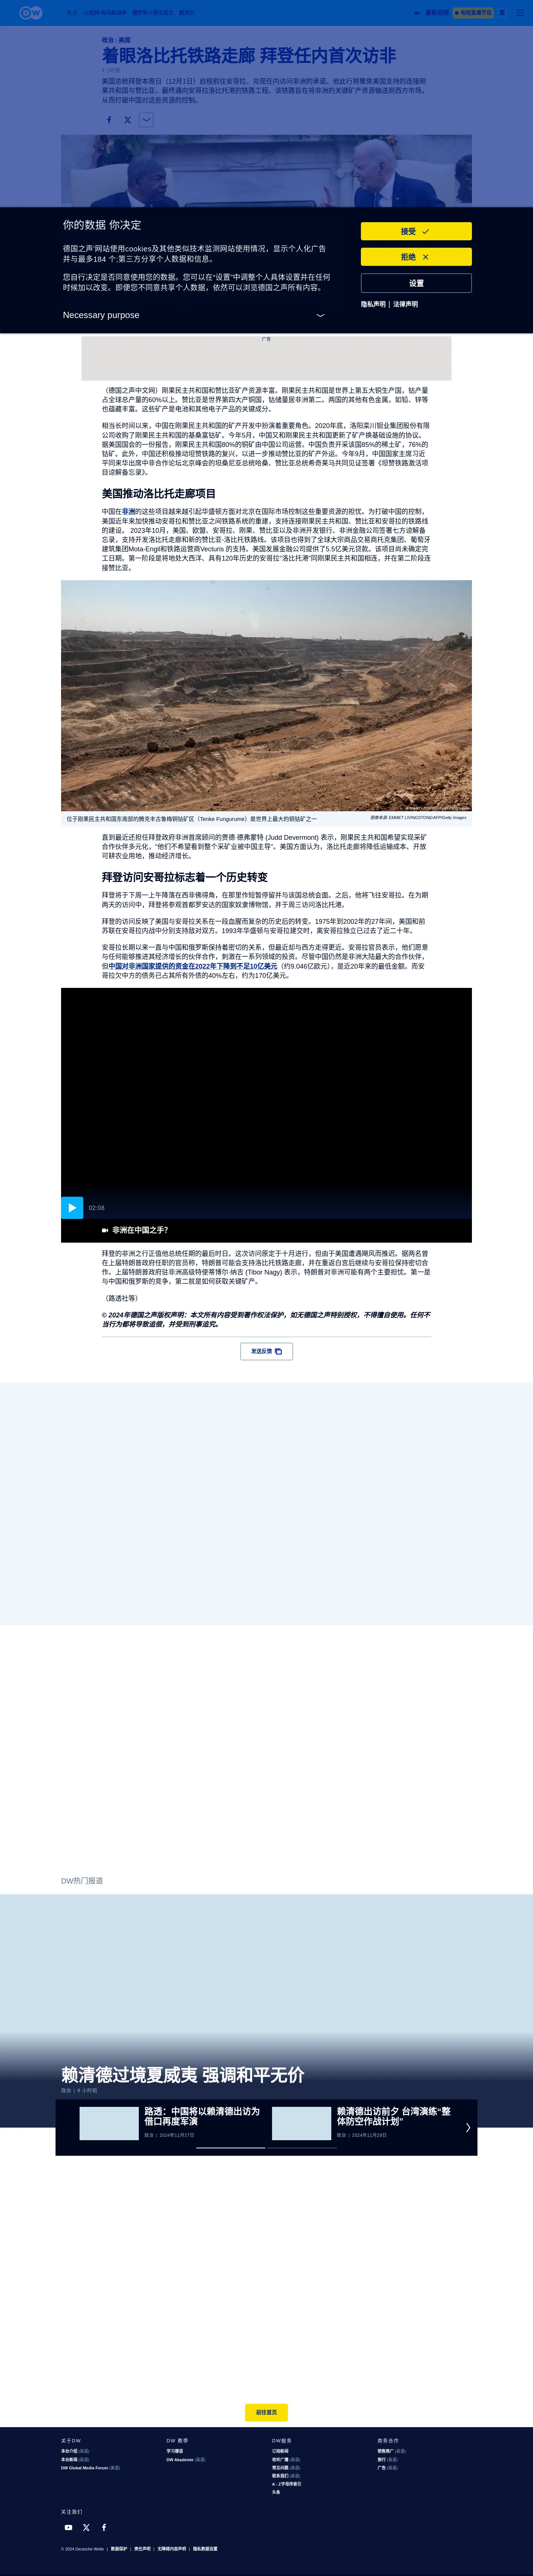 政治 | 美国
着眼洛比托铁路走廊 拜登任内首次访非
4 小时前
美国总统拜登本周日（12月1日）启程前往安哥拉，兑现任内访问非洲的承诺。他此行将聚焦美国支持的连接刚
果共和国与赞比亚。最终通向安哥拉洛比托港的铁路工程。该铁路旨在将非洲的关键矿产资源输送到西方市场，
从而打破中国对这些资源的控制。
你的数据 你决定
德国之声'网站使用cookies及其他类似技术监测网站使用情况，显示个人化广告
并与最多184 个;第三方分享个人数据和信息。
您自行决定是否同意使用您的数据。您可以在“设置”中调整个人具体设置并在任何
时候加以改变。即便您不同意共享个人数据，依然可以浏览德国之声所有内容。
Necessary purpose
接受
拒绝
设置
隐私声明 | 法律声明
广告
（德国之声中文网）刚果民主共和国和赞比亚矿产资源丰富。刚果民主共和国是世界上第五大铜生产国，钴产量
占全球总产量的60%以上。赞比亚是世界第四大产铜国，钴储量居非洲第二。两国的其他有色金属，如铅、锌等
也蕴藏丰富。这些矿产是电池和其他电子产品的关键成分。
相当长时间以来，中国在刚果民主共和国的矿产开发中扮演着重要角色。2020年底，洛阳栾川钼业集团股份有限
公司收购了刚果民主共和国的基桑富钴矿。今年5月，中国又和刚果民主共和国更新了矿产换基础设施的协议。
据美国国会的一份报告，刚果民主共和国的80%的铜矿由中国公司运营，中国负责开采该国85%的稀土矿，76%的
钴矿。此外，中国还积极推动坦赞铁路的复兴，以进一步推动赞比亚的矿产外运。今年9月，中国国家主席习近
平同来华出席中非合作论坛北京峰会的坦桑尼亚总统哈桑、赞比亚总统希奇莱马共同见证签署《坦赞铁路激活项
目谅解备忘录》。
美国推动洛比托走廊项目
中国在非洲的这些项目越来越引起华盛顿方面对北京在国际市场控制这些重要资源的担忧。为打破中国的控制，
美国近年来加快推动安哥拉和赞比亚之间铁路系统的重建，支持连接刚果民主共和国、赞比亚和安哥拉的铁路线
的建设。 2023年10月，美国、欧盟、安哥拉、刚果、赞比亚以及非洲开发银行、非洲金融公司签署七方谅解备
忘录，支持开发洛比托走廊和新的赞比亚-洛比托铁路线。该项目也得到了全球大宗商品交易商托克集团、葡萄牙
建筑集团Mota-Engil和铁路运营商Vecturis 的支持。美国发展金融公司提供了5.5亿美元贷款。该项目尚未确定完
工日期。第一阶段是将地处大西洋、具有120年历史的安哥拉“洛比托港”同刚果民主共和国相连，并在第二阶段连
接赞比亚。
位于刚果民主共和国东南部的腾克丰古鲁梅铜钴矿区（Tenke Fungurume）是世界上最大的铜钴矿之一
图像来源: EMMET LIVINGSTONE/AFP/Getty Images
直到最近还担任拜登政府非洲首席顾问的贾德·德弗蒙特 (Judd Devermont) 表示，刚果民主共和国希望实现采矿
合作伙伴多元化，“他们不希望看到整个采矿业被中国主导”。美国方面认为，洛比托走廊将降低运输成本、开放
可耕农业用地，推动经济增长。
拜登访问安哥拉标志着一个历史转变
拜登将于下周一上午降落在西非佛得角，在那里作短暂停留并与该国总统会面。之后，他将飞往安哥拉。在为期
两天的访问中，拜登将参观首都罗安达的国家奴隶博物馆，并于周三访问洛比托港。
拜登的访问反映了美国与安哥拉关系在一段血腥而复杂的历史后的转变。1975年到2002年的27年间，美国和前
苏联在安哥拉内战中分别支持敌对双方。1993年华盛顿与安哥拉建交时，离安哥拉独立已过去了近二十年。
安哥拉长期以来一直与中国和俄罗斯保持着密切的关系，但最近却与西方走得更近。安哥拉官员表示，他们愿意
与任何能够推进其经济增长的伙伴合作，刺激在一系列领域的投资。尽管中国仍然是非洲大陆最大的合作伙伴，
但中国对非洲国家提供的资金在2022年下降到不足10亿美元（约9.046亿欧元），是近20年来的最低金额。而安
哥拉欠中方的债务已占其所有外债的40%左右，约为170亿美元。
02:08
非洲在中国之手？
拜登的非洲之行正值他总统任期的最后时日。这次访问原定于十月进行，但由于美国遭遇飓风而推迟。据两名曾
在上届特朗普政府任职的官员称，特朗普可能会支持洛比托铁路走廊，并在重返白宫后继续与安哥拉保持密切合
作。上届特朗普政府驻非洲高级特使蒂博尔·纳吉 (Tibor Nagy) 表示，特朗普对非洲可能有两个主要担忧。第一是
与中国和俄罗斯的竞争，第二就是如何获取关键矿产。
（路透社等）
© 2024年德国之声版权声明：本文所有内容受到著作权法保护，如无德国之声特别授权，不得擅自使用。任何不
当行为都将导致追偿，并受到刑事追究。
发送反馈
DW热门报道
赖清德过境夏威夷 强调和平无价
政治 | 6 小时前
路透：中国将以赖清德出访为
借口再度军演
政治 | 2024年11月27日
赖清德出访前夕 台湾演练“整
体防空作战计划”
政治 | 2024年11月28日
前往首页
关于DW
本台介绍 (英语)
本台新闻 (英语)
DW Global Media Forum (英语)
DW 教学
学习德语
DW Akademie (英语)
DW服务
订阅新闻
收听广播 (英语)
常见问题 (英语)
联系我们 (英语)
A - Z字母序索引
头条
商务合作
销售推广 (英语)
旅行 (英语)
广告 (英语)
关注我们
© 2024 Deutsche Welle | 数据保护 | 责任声明 | 无障碍内容声明 | 隐私数据设置